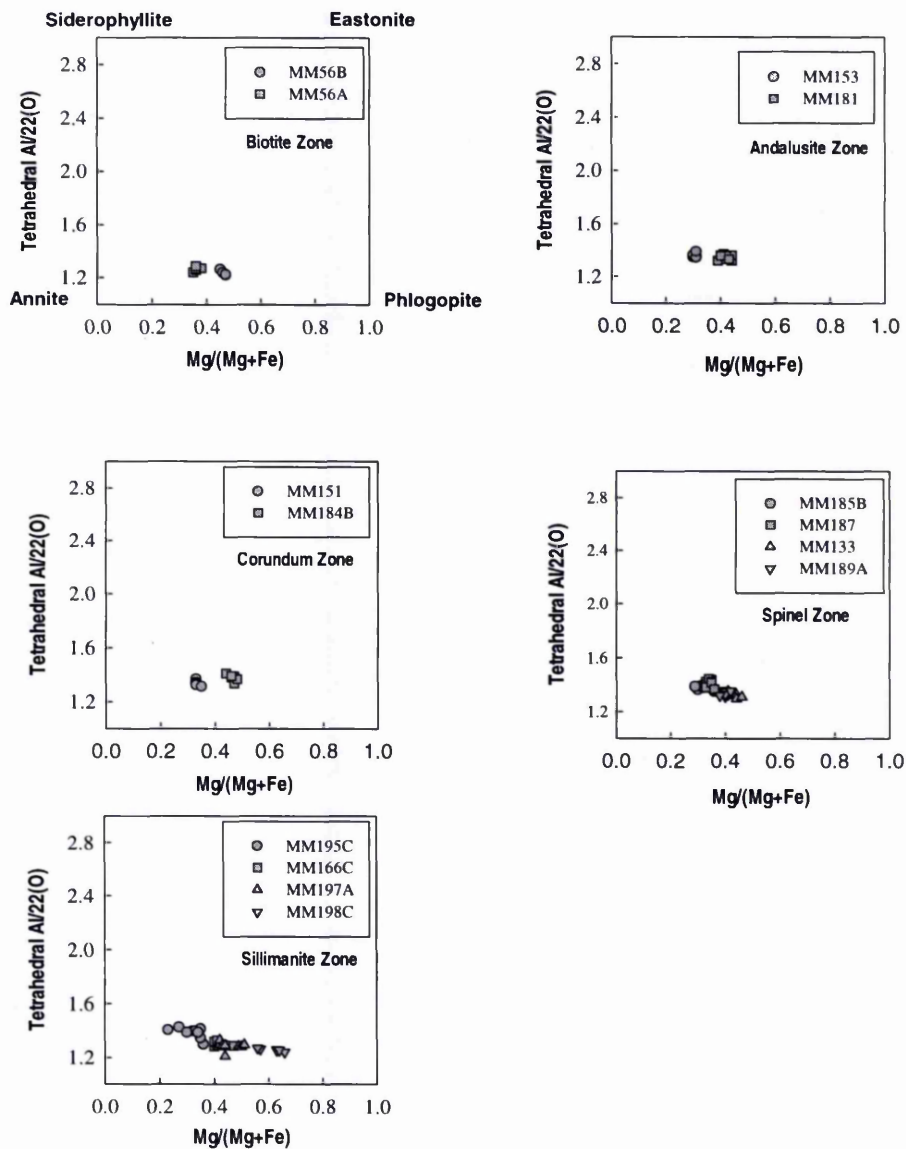 Siderophyllite Eastonite
2.8
2.4
2.0
1.6
1.2
Tetrahedral Al/22(O)
MM56B
MM56A
Biotite Zone
Annite Phlogopite
0.0 0.2 0.4 0.6 0.8 1.0
Mg/(Mg+Fe)
2.8
2.4
2.0
1.6
1.2
Tetrahedral Al/22(O)
MM153
MM181
Andalusite Zone
0.0 0.2 0.4 0.6 0.8 1.0
Mg/(Mg+Fe)
2.8
2.4
2.0
1.6
1.2
Tetrahedral Al/22(O)
MM151
MM184B
Corundum Zone
0.0 0.2 0.4 0.6 0.8 1.0
Mg/(Mg+Fe)
2.8
2.4
2.0
1.6
1.2
Tetrahedral Al/22(O)
MM185B
MM187
MM133
MM189A
Spinel Zone
0.0 0.2 0.4 0.6 0.8 1.0
Mg/(Mg+Fe)
2.8
2.4
2.0
1.6
1.2
Tetrahedral Al/22(O)
MM195C
MM166C
MM197A
MM198C
Sillimanite Zone
0.0 0.2 0.4 0.6 0.8 1.0
Mg/(Mg+Fe)